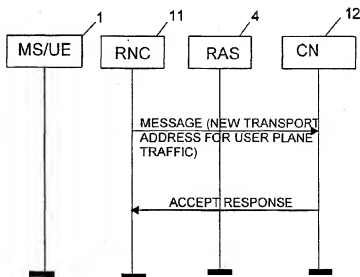 1
11
4
12
MS/UE
RNC
RAS
CN
MESSAGE (NEW TRANSPORT
ADDRESS FOR USER PLANE
TRAFFIC)
ACCEPT RESPONSE